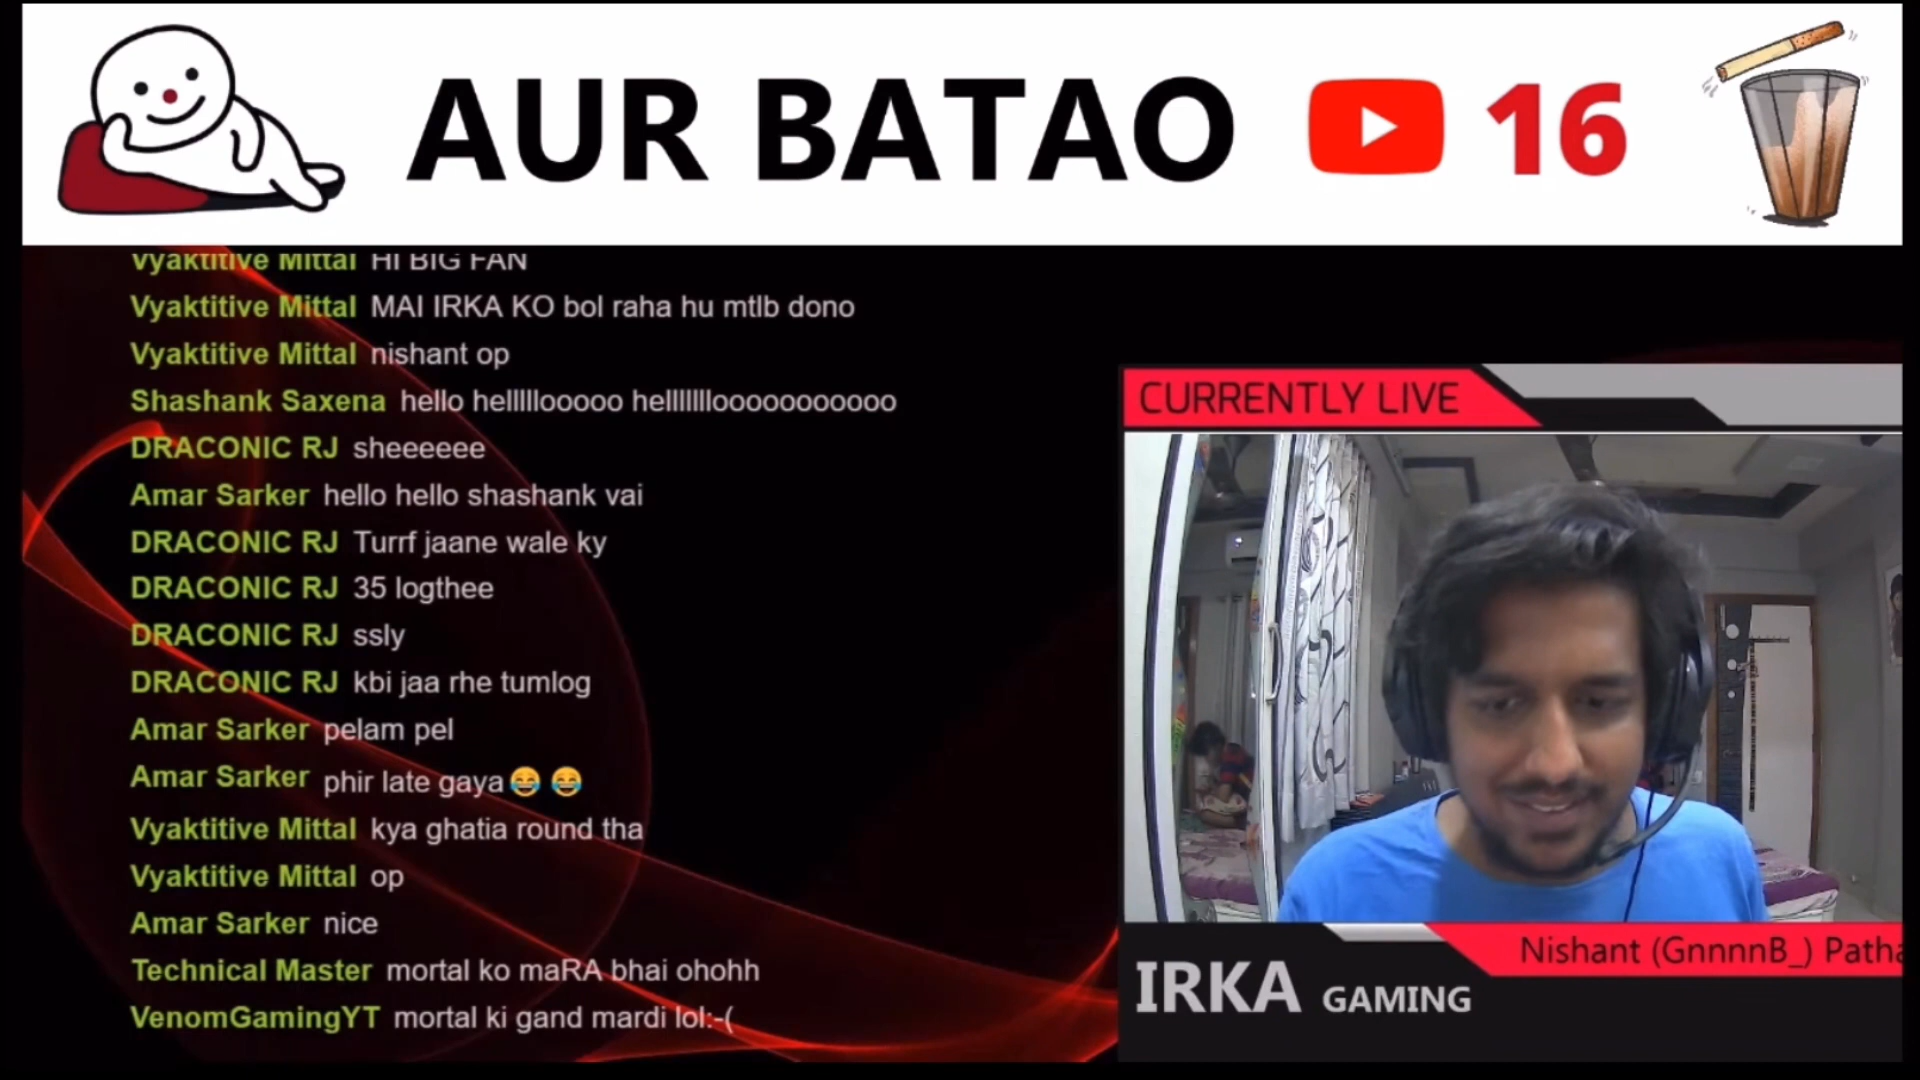 AUR BATAO 16
Vyaktitive Mittal HI BIG FAN
Vyaktitive Mittal MAI IRKA KO bol raha hu mtlb dono
Vyaktitive Mittal nishant op
Shashank Saxena hello hellllloooooo helllllllooooooooooo
DRACONIC RJ sheeeeee
Amar Sarker hello hello shashank vai
DRACONIC RJ Turrf jaane wale ky
DRACONIC RJ 35 logthee
DRACONIC RJ ssly
DRACONIC RJ kbi jaa rhe tumlog
Amar Sarker pelam pel
Amar Sarker phir late gaya😂 😂
Vyaktitive Mittal kya ghatia round tha
Vyaktitive Mittal op
Amar Sarker nice
Technical Master mortal ko maRA bhai ohohh
VenomGamingYT mortal ki gand mardi lol:-(
CURRENTLY LIVE
Nishant (GnnnnB_) Patha
IRKA GAMING